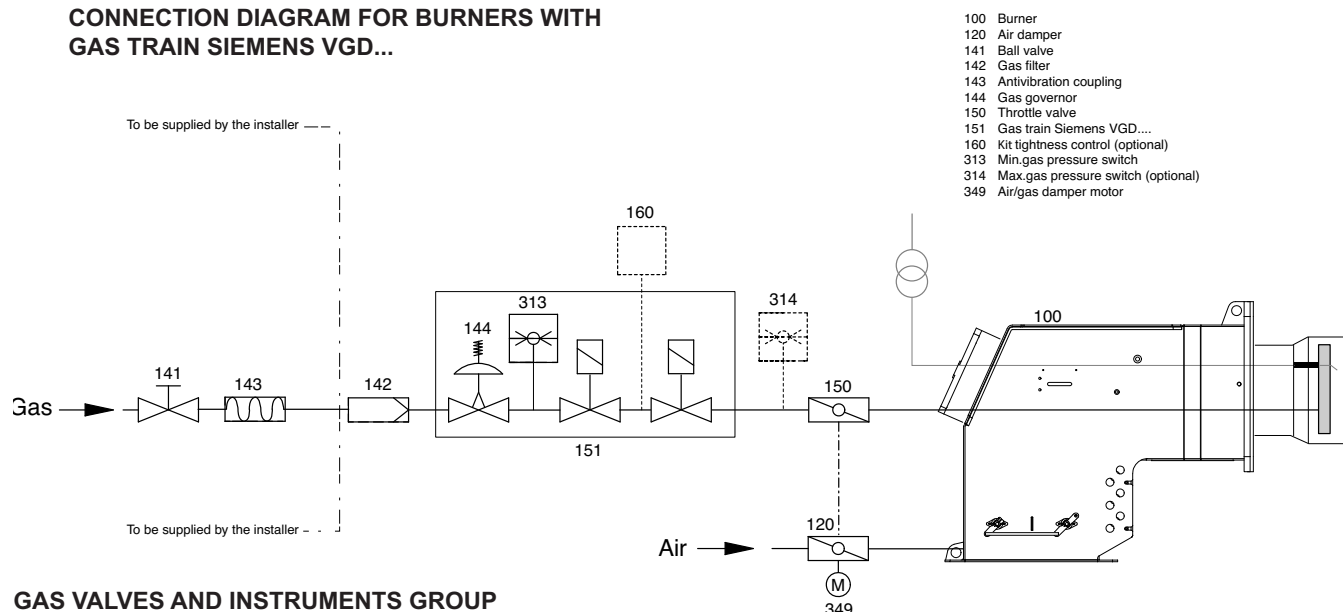 CONNECTION DIAGRAM FOR BURNERS WITH
GAS TRAIN SIEMENS VGD...
100 Burner
120 Air damper
141 Ball valve
142 Gas filter
143 Antivibration coupling
144 Gas governor
150 Throttle valve
151 Gas train Siemens VGD....
160 Kit tightness control (optional)
313 Min.gas pressure switch
314 Max.gas pressure switch (optional)
349 Air/gas damper motor
To be supplied by the installer
160
313
314
144
100
141
143
142
150
Gas
151
To be supplied by the installer
120
Air
M
349
GAS VALVES AND INSTRUMENTS GROUP